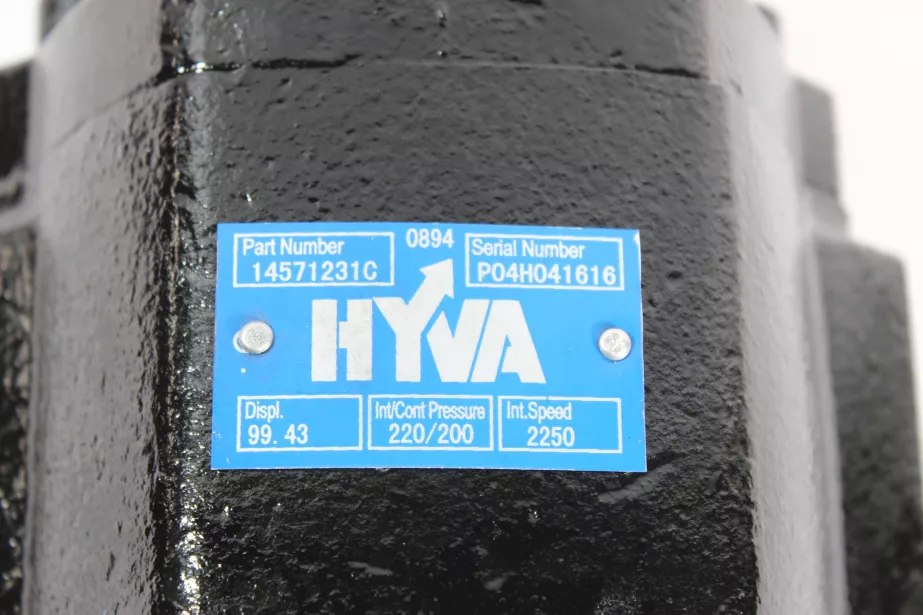 Part Number
14571231C
0894
Serial Number
P04H041616
HYVA
Displ.
99.43
Int/Cont Pressure
220/200
Int.Speed
2250